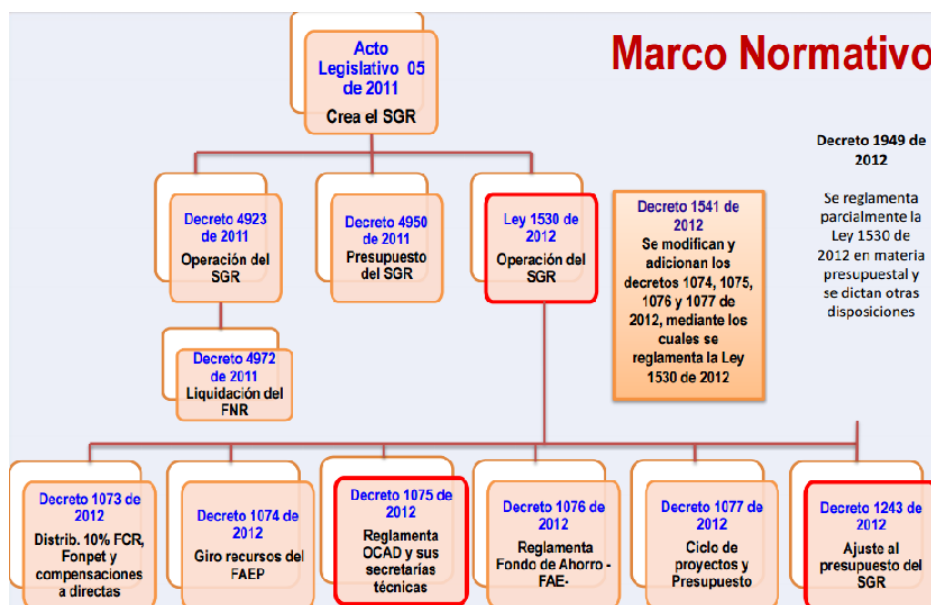 Marco Normativo
Acto
Legislativo 05
de 2011
Crea el SGR
Decreto 4923
de 2011
Operación del
SGR
Decreto 4950
de 2011
Presupuesto
del SGR
Ley 1530 de
2012
Operación del
SGR
Decreto 1541 de
2012
Se modifican y
adicionan los
decretos 1074, 1075,
1076 y 1077 de
2012, mediante los
cuales se
reglamenta la Ley
1530 de 2012
Decreto 1949 de
2012
Se reglamenta
parcialmente la
Ley 1530 de
2012 en materia
presupuestal y
se dictan otras
disposiciones
Decreto 4972
de 2011
Liquidación del
FNR
Decreto 1073 de
2012
Distrib. 10% FCR,
Fonpet y
compensaciones
a directas
Decreto 1074 de
2012
Giro recursos del
FAEP
Decreto 1075 de
2012
Reglamenta
OCAD y sus
secretarías
técnicas
Decreto 1076 de
2012
Reglamenta
Fondo de Ahorro -
FAE-
Decreto 1077 de
2012
Ciclo de
proyectos y
Presupuesto
Decreto 1243 de
2012
Ajuste al
presupuesto del
SGR